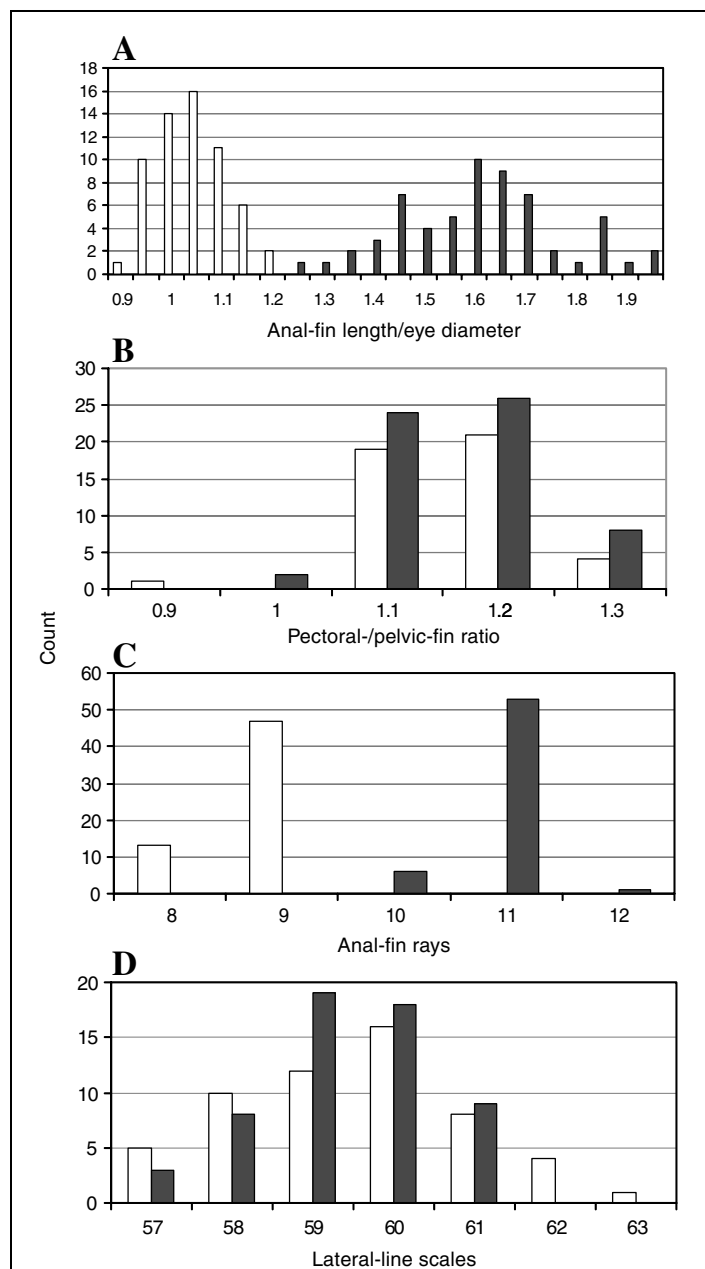 A
18
16
14
12
10
8
6
4
2
0
0.9 1 1.1 1.2 1.3 1.4 1.5 1.6 1.7 1.8 1.9
Anal-fin length/eye diameter
B
30
25
20
15
10
5
0
0.9 1 1.1 1.2 1.3
Pectoral-/pelvic-fin ratio
Count
C
60
50
40
30
20
10
0
8 9 10 11 12
Anal-fin rays
D
20
15
10
5
0
57 58 59 60 61 62 63
Lateral-line scales